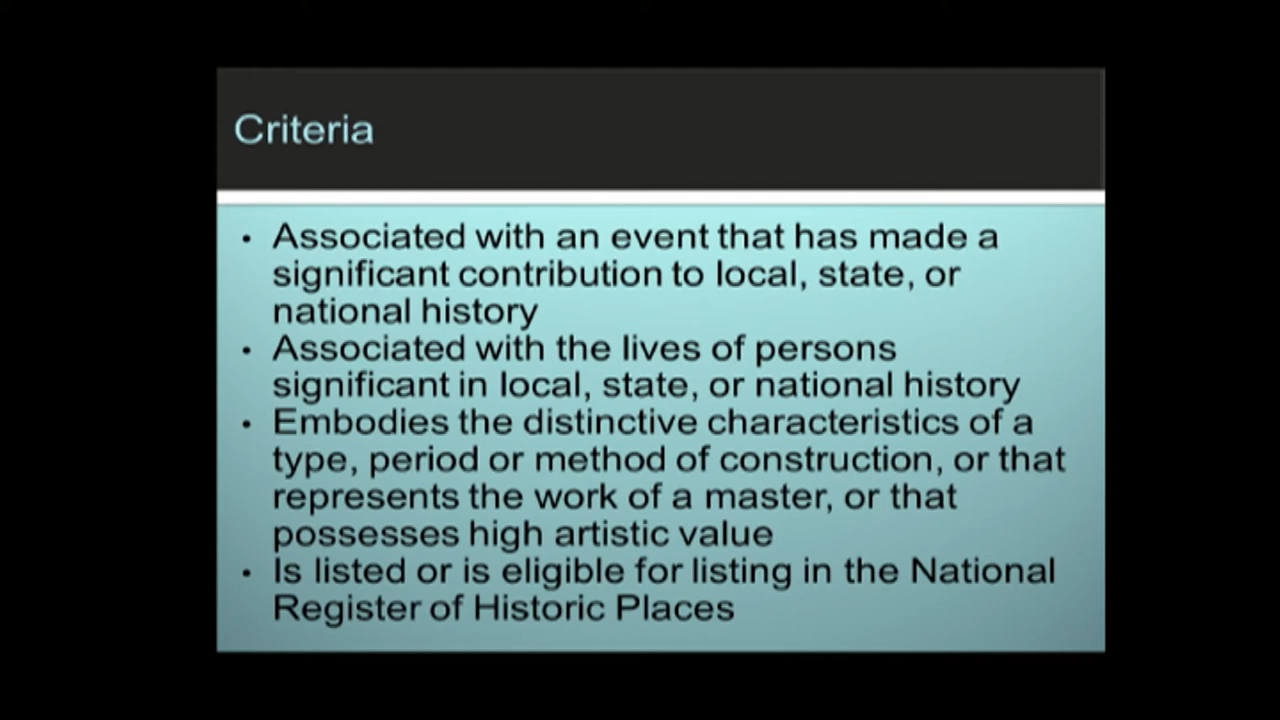 Criteria
• Associated with an event that has made a
significant contribution to local, state, or
national history
• Associated with the lives of persons
significant in local, state, or national history
• Embodies the distinctive characteristics of a
type, period or method of construction, or that
represents the work of a master, or that
possesses high artistic value
• Is listed or is eligible for listing in the National
Register of Historic Places